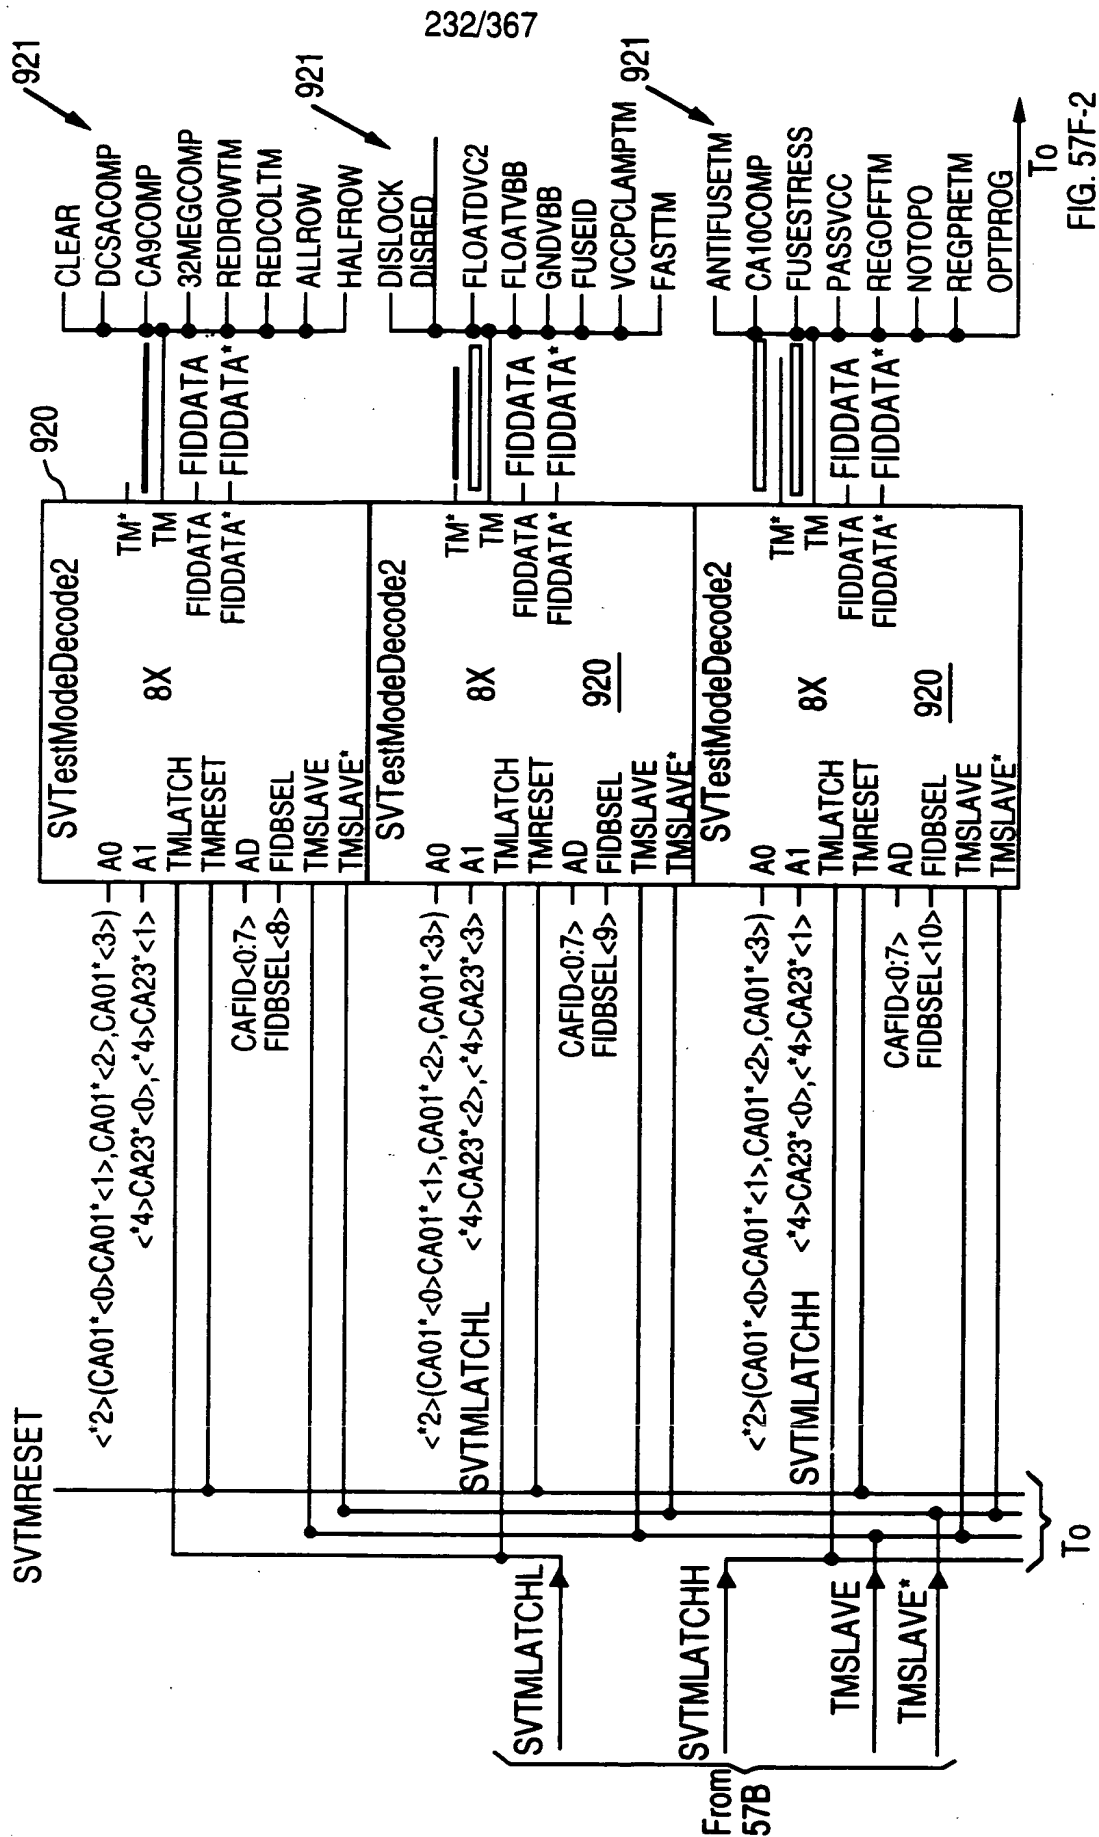 232/367
SVTMRESET
<*2>(CA01*<0>CA01*<1>,CA01*<2>,CA01*<3>)
<*4>CA23*<0>,<*4>CA23*<1>
CAFID<0:7>
FIDBSEL<8>
SVTestModeDecode2
A0
A1
TMLATCH
TMRESET
AD
FIDBSEL
TMSLAVE
TMSLAVE*
8X
TM*
TM
FIDDATA
FIDDATA*
920
FIDDATA
FIDDATA*
CLEAR
DCSACOMP
CA9COMP
32MEGCOMP
REDROWTM
REDCOLTM
ALLROW
HALFROW
921
<*2>(CA01*<0>CA01*<1>,CA01*<2>,CA01*<3>)
SVTMLATCHL
<*4>CA23*<2>,<*4>CA23*<3>
CAFID<0:7>
FIDBSEL<9>
SVTestModeDecode2
A0
A1
TMLATCH
TMRESET
AD
FIDBSEL
TMSLAVE
TMSLAVE*
8X
920
TM*
TM
FIDDATA
FIDDATA*
FIDDATA
FIDDATA*
DISLOCK
DISRED
FLOATDVC2
FLOATVBB
GNDVBB
FUSEID
VCCPCLAMPTM
FASTTM
921
<*2>(CA01*<0>CA01*<1>,CA01*<2>,CA01*<3>)
SVTMLATCHH
<*4>CA23*<0>,<*4>CA23*<1>
CAFID<0:7>
FIDBSEL<10>
SVTestModeDecode2
A0
A1
TMLATCH
TMRESET
AD
FIDBSEL
TMSLAVE
TMSLAVE*
8X
920
TM*
TM
FIDDATA
FIDDATA*
FIDDATA
FIDDATA*
ANTIFUSETM
CA10COMP
FUSESTRESS
PASSVCC
REGOFFTM
NOTOPO
REGPRETM
OPTPROG
921
SVTMLATCHL
SVTMLATCHH
TMSLAVE
TMSLAVE*
From
57B
To
To
FIG. 57F-2